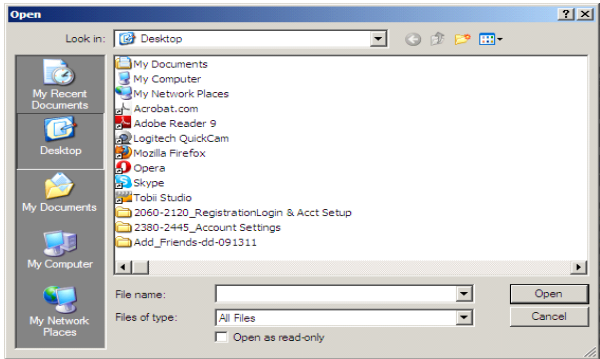 Open
Look in:
Desktop
My Recent
Documents
Desktop
My Documents
My Computer
My Network
Places
My Documents
My Computer
My Network Places
Acrobat.com
Adobe Reader 9
Logitech QuickCam
Mozilla Firefox
Opera
Skype
Tobii Studio
2060-2120_RegistrationLogin & Acct Setup
2380-2445_Account Settings
Add_Friends-dd-091311
File name:
Open
Files of type:
All Files
Cancel
Open as read-only